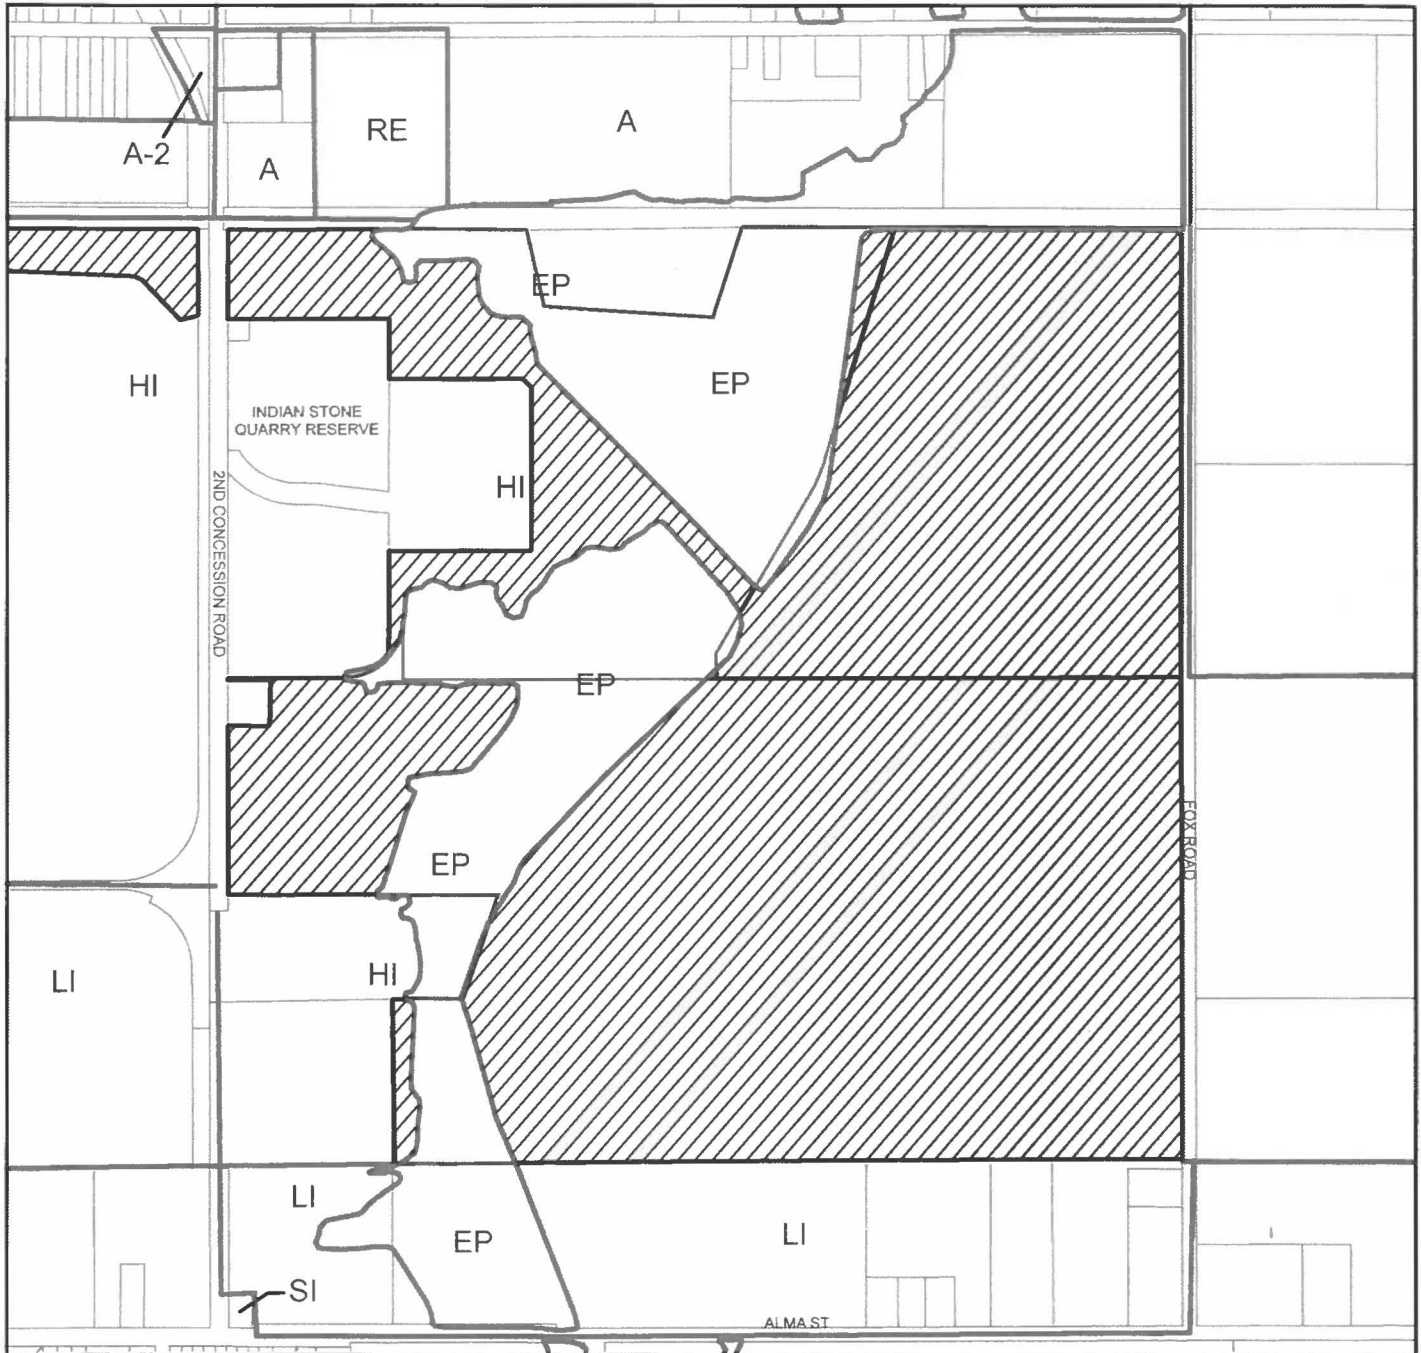 RE
A
A-2
A
EP
HI
EP
INDIAN STONE
QUARRY RESERVE
HI
2ND CONCESSION ROAD
EP
FOX ROAD
EP
HI
LI
LI
EP
LI
SI
ALMA ST